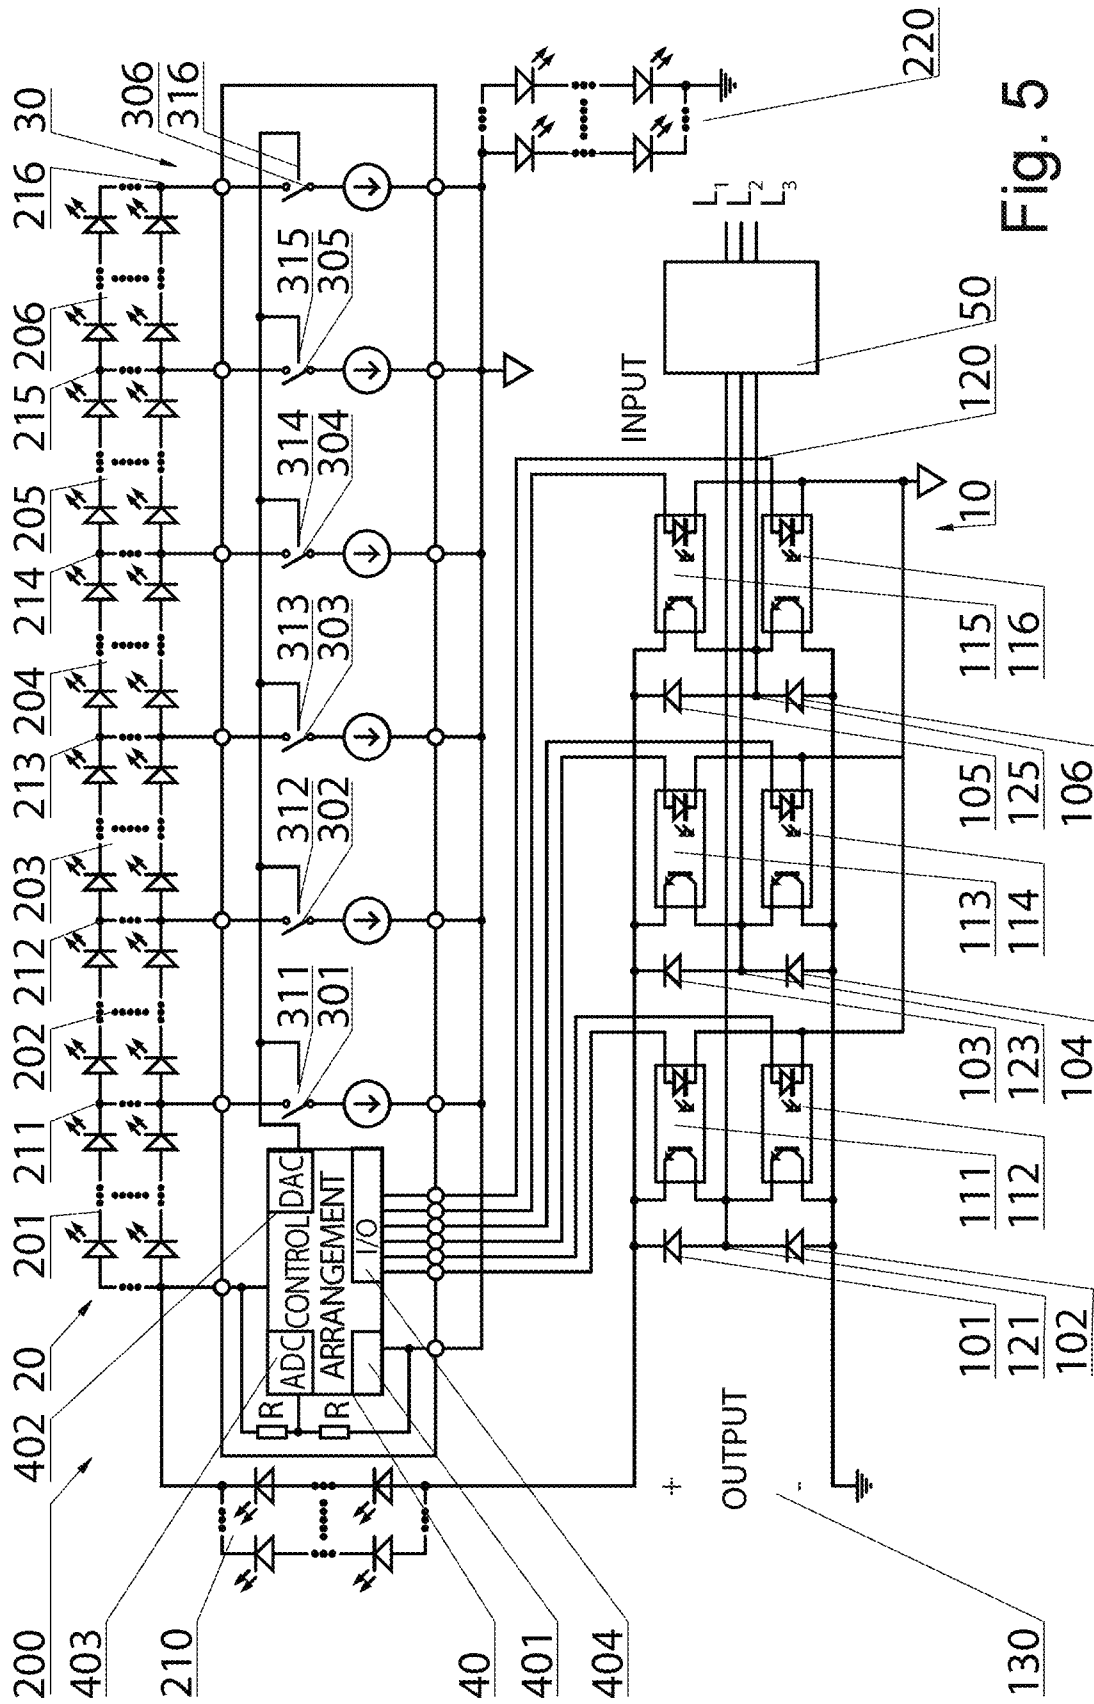 200 402 20 201 211 202 212 203 213 204 214 205 215 206 216 30
403
306
210 316
R ADC CONTROL DAC 311 312 313 314 315
R ARRANGEMENT 301 302 303 304 305
I/O
40
401
404
INPUT
L1
L2
L3
+
OUTPUT
-
220
101 111 103 113 105 115 10 120 50
121 112 123 114 125 116
102 104 106
130
Fig. 5